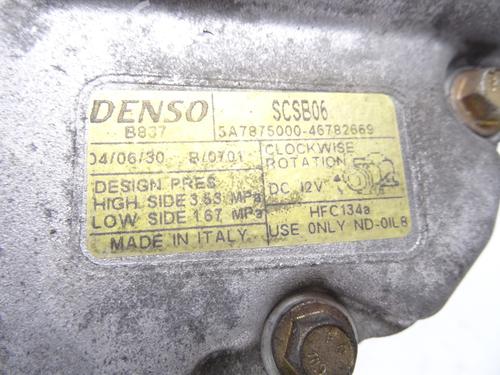 DENSO SCSB06
B937 5A7875000-46782669
04/06/30 R/0701 CLOCKWISE
ROTATION
DESIGN PRES DC 12V
HIGH SIDE 3.53 MPa
LOW SIDE 1.67 MPa HFC134a
MADE IN ITALY USE ONLY ND-OIL8